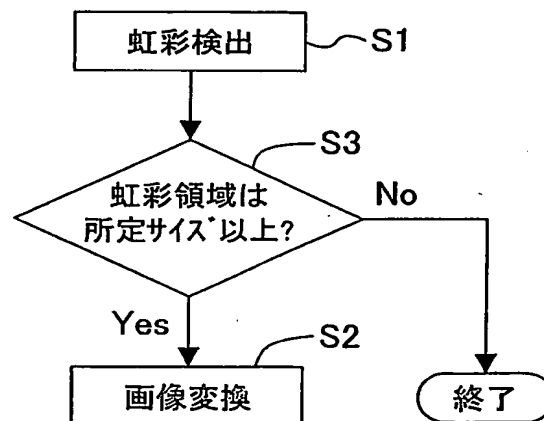 虹彩検出
S1
S3
虹彩領域は
所定サイズ以上?
No
Yes
S2
画像変換
終了